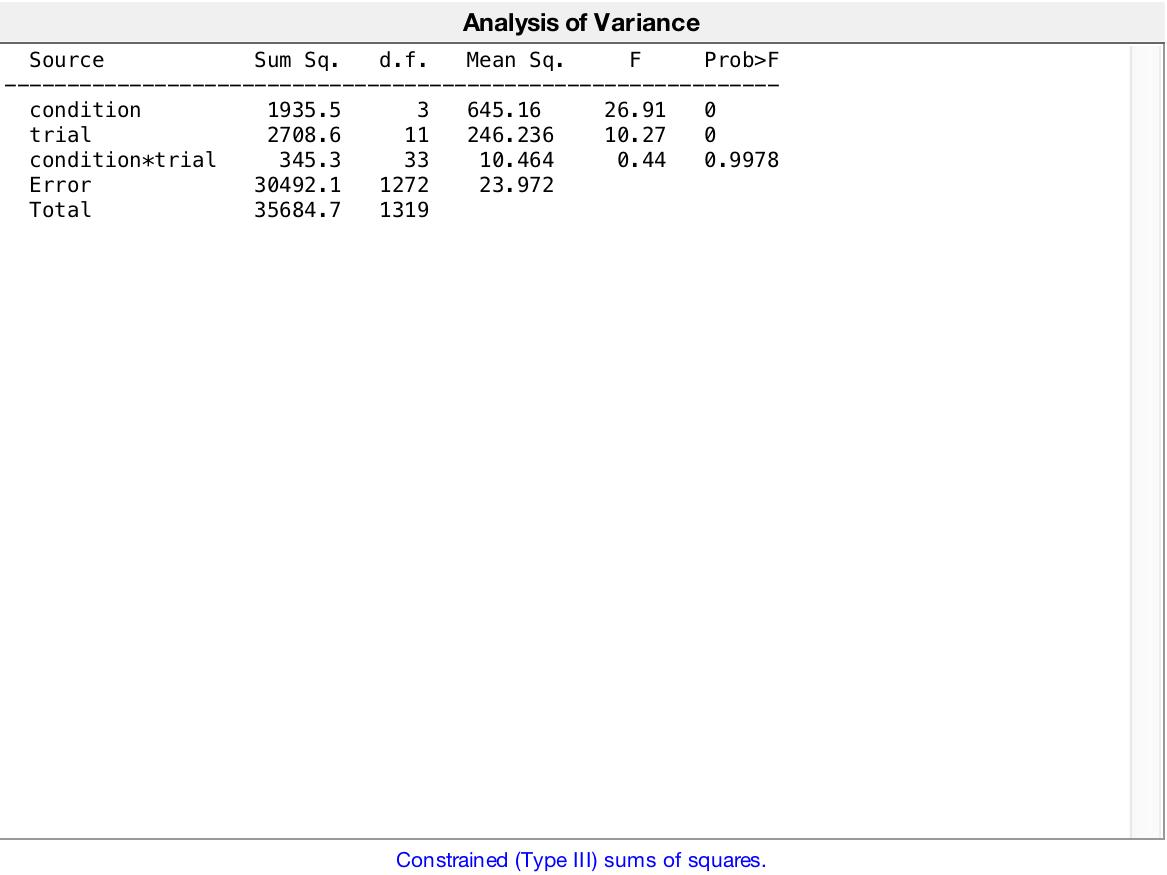 Analysis of Variance
Source Sum Sq. d.f. Mean Sq. F Prob>F
---------------------------------------------------------------
condition 1935.5 3 645.16 26.91 0
trial 2708.6 11 246.236 10.27 0
condition*trial 345.3 33 10.464 0.44 0.9978
Error 30492.1 1272 23.972
Total 35684.7 1319
Constrained (Type III) sums of squares.